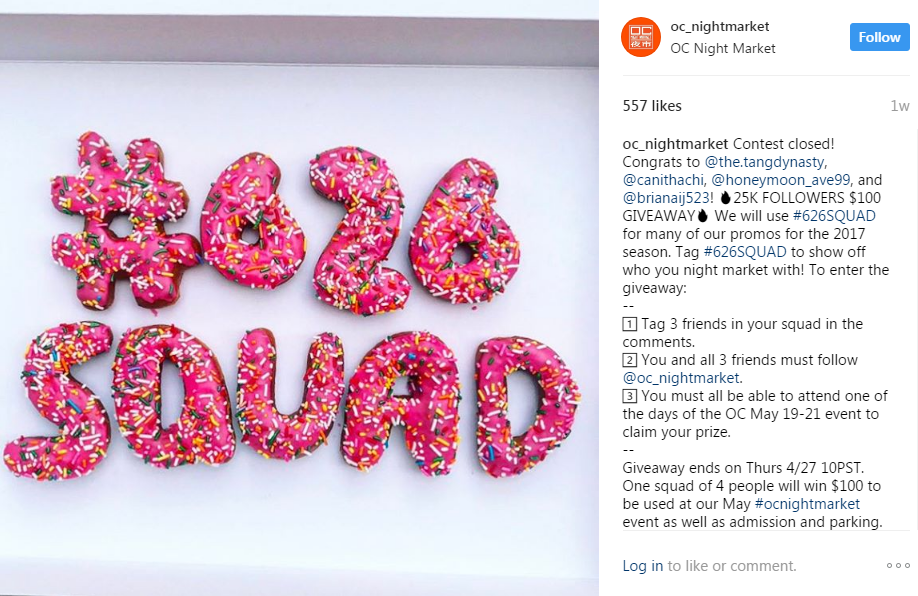 #626
SQUAD
OC
夜市
oc_nightmarket
OC Night Market
Follow
557 likes
1w
oc_nightmarket Contest closed!
Congrats to @the.tangdynasty,
@canithachi, @honeymoon_ave99, and
@brianaij523! 🔥25K FOLLOWERS $100
GIVEAWAY🔥 We will use #626SQUAD
for many of our promos for the 2017
season. Tag #626SQUAD to show off
who you night market with! To enter the
giveaway:
--
1️⃣ Tag 3 friends in your squad in the
comments.
2️⃣ You and all 3 friends must follow
@oc_nightmarket.
3️⃣ You must all be able to attend one of
the days of the OC May 19-21 event to
claim your prize.
--
Giveaway ends on Thurs 4/27 10PST.
One squad of 4 people will win $100 to
be used at our May #ocnightmarket
event as well as admission and parking.
Log in to like or comment.